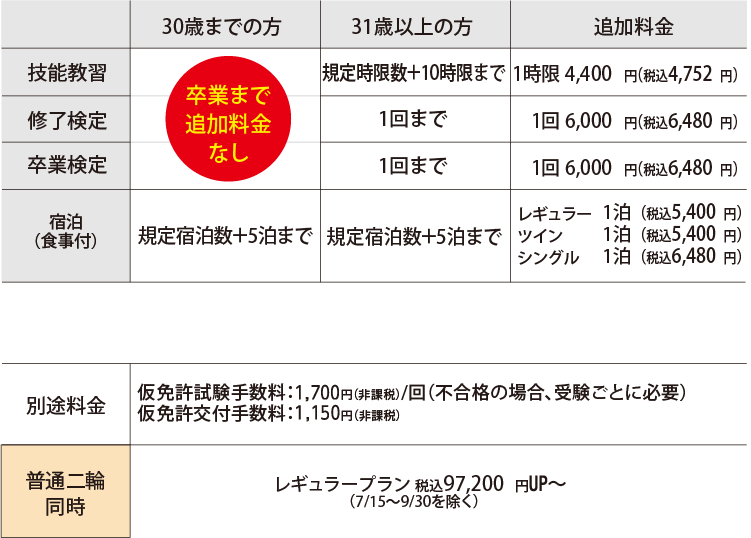 30歳までの方 31歳以上の方 追加料金
技能教習 規定時限数+10時限まで 1時限 4,400 円(税込4,752 円)
卒業まで
追加料金
なし
修了検定 1回まで 1回 6,000 円(税込6,480 円)
卒業検定 1回まで 1回 6,000 円(税込6,480 円)
宿泊
(食事付)
規定宿泊数+5泊まで 規定宿泊数+5泊まで
レギュラー 1泊 (税込5,400 円)
ツイン 1泊 (税込5,400 円)
シングル 1泊 (税込6,480 円)
別途料金
仮免許試験手数料:1,700円(非課税)/回(不合格の場合、受験ごとに必要)
仮免許交付手数料:1,150円(非課税)
普通二輪
同時
レギュラープラン 税込97,200 円UP〜
(7/15〜9/30を除く)